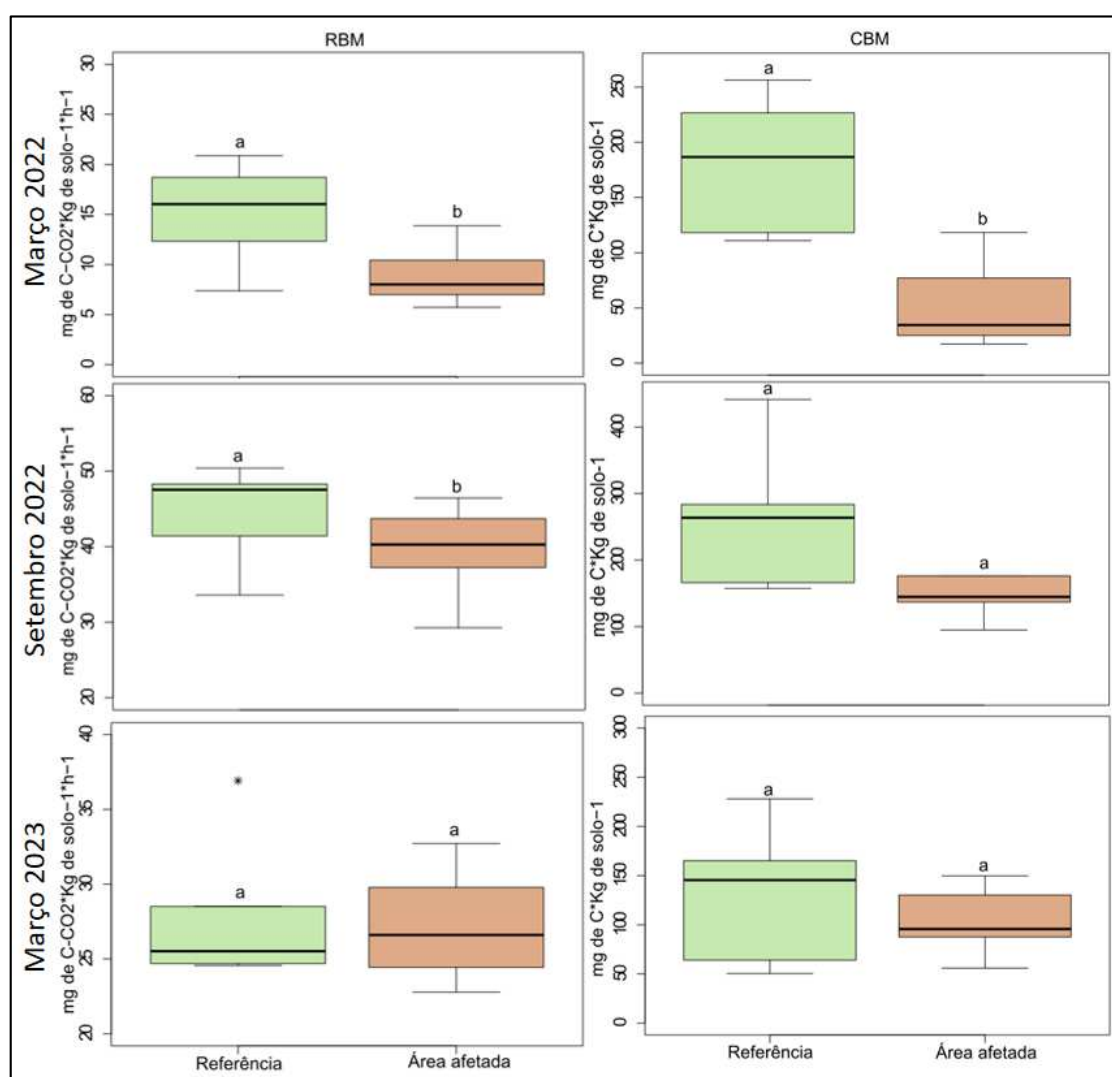 RBM
CBM
Março 2022
mg de C−CO2*Kg de solo−1*h−1
30
25
20
15
10
5
0
a
b
mg de C*Kg de solo-1
250
200
150
100
50
0
a
b
Setembro 2022
mg de C−CO2*Kg de solo−1*h−1
60
50
40
30
20
a
b
mg de C*Kg de solo-1
400
300
200
100
0
a
a
Março 2023
mg de C-CO2*Kg de solo−1*h−1
40
35
30
25
20
*
a
a
mg de C*Kg de solo−1
300
250
200
150
100
50
0
a
a
Referência
Área afetada
Referência
Área afetada